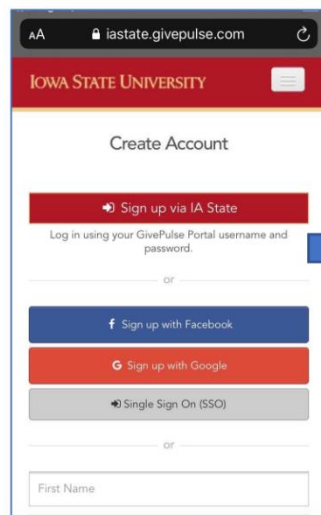 AA iastate.givepulse.com
IOWA STATE UNIVERSITY
Create Account
Sign up via IA State
Log in using your GivePulse Portal username and
password.
or
f Sign up with Facebook
G Sign up with Google
Single Sign On (SSO)
or
First Name